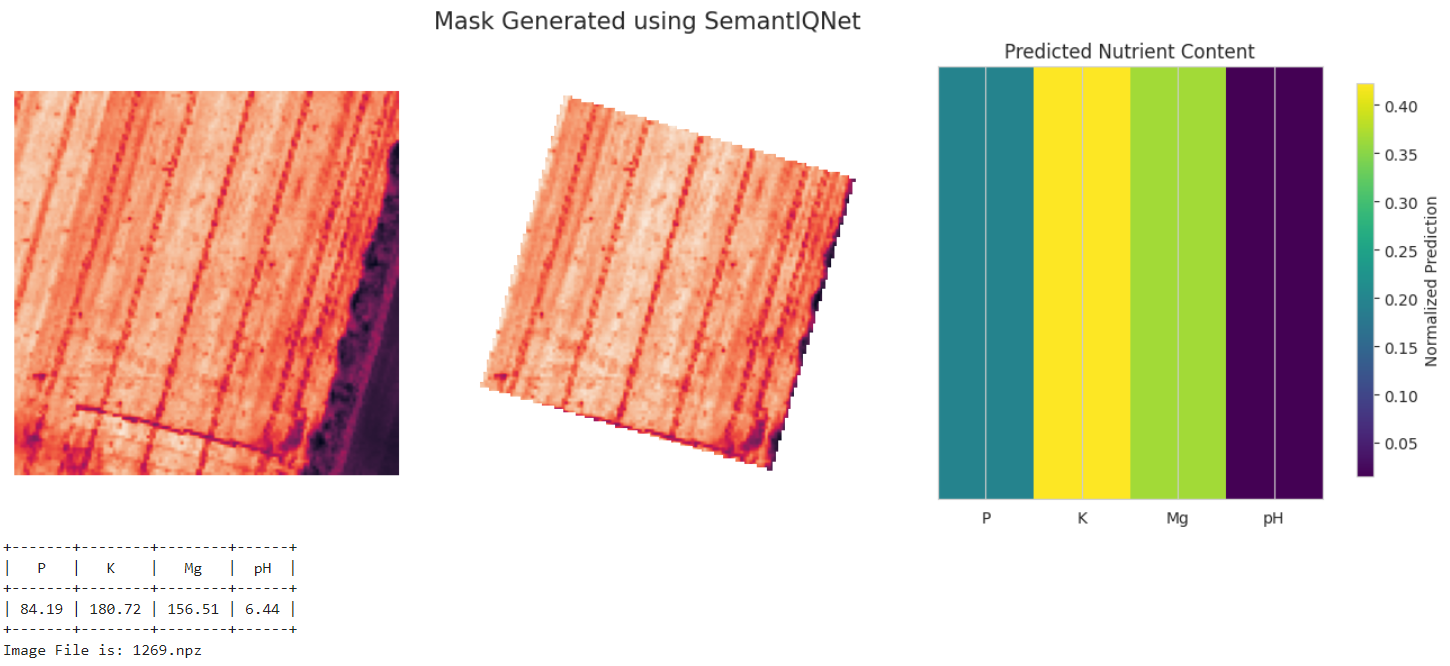 Mask Generated using SemantIQNet
Predicted Nutrient Content
0.40
0.35
0.30
0.25
0.20
0.15
0.10
0.05
Normalized Prediction
P K Mg pH
+-------+--------+--------+------+
|   P   |   K    |   Mg   |  pH  |
+-------+--------+--------+------+
| 84.19 | 180.72 | 156.51 | 6.44 |
+-------+--------+--------+------+
Image File is: 1269.npz